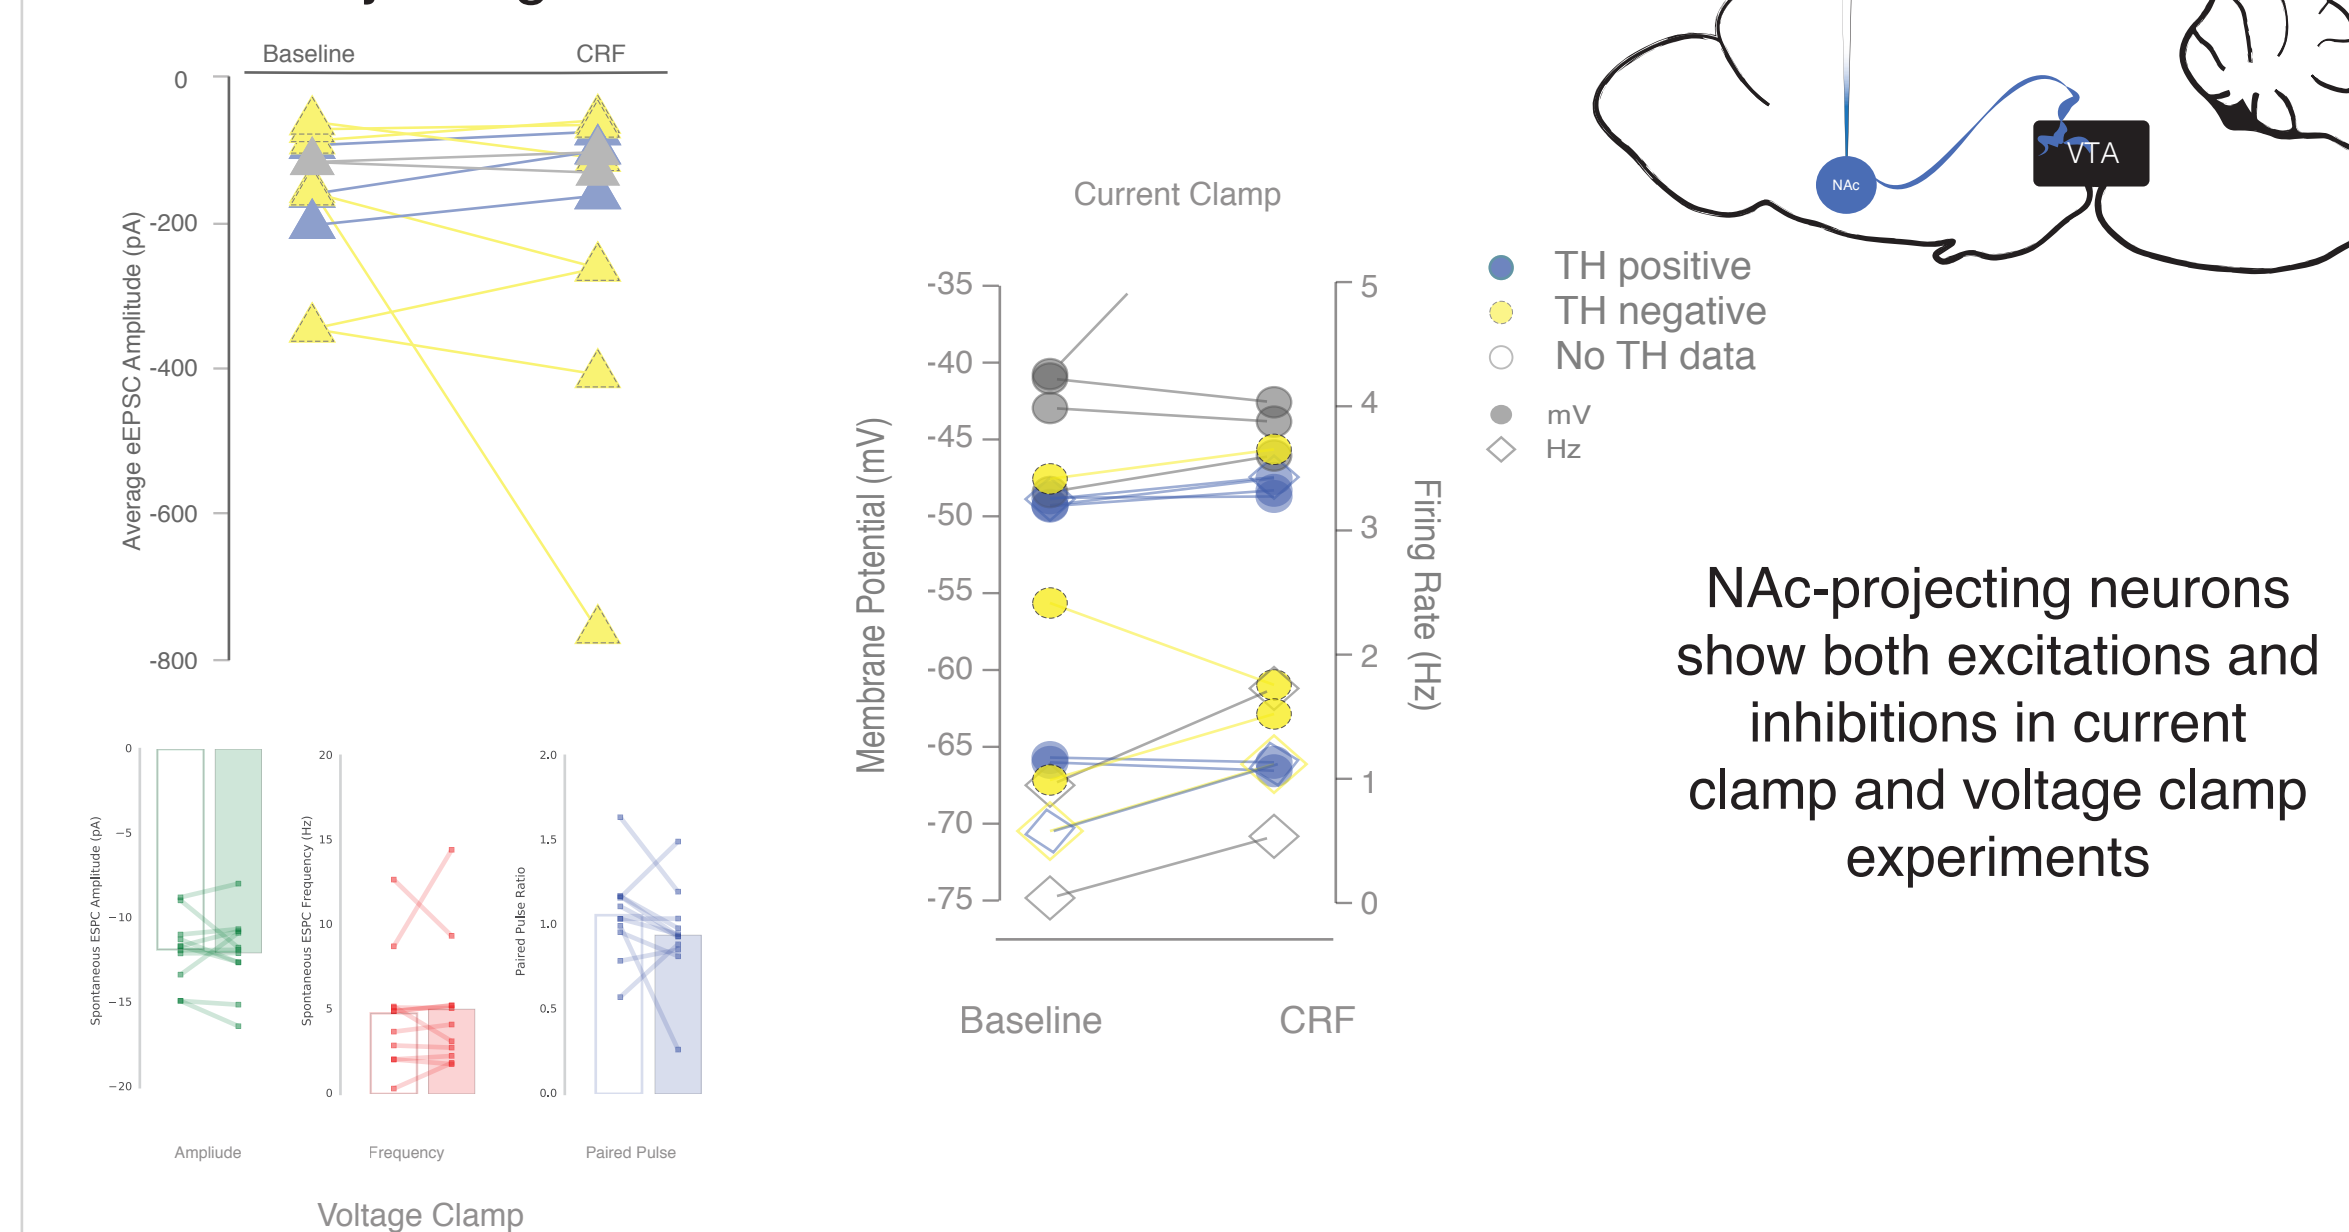 Baseline CRF
0
-200
-400
-600
-800
Average eEPSC Amplitude (pA)
0
−5
−10
−15
−20
Spontaneous ESPC Amplitude (pA)
Ampliude
20
15
10
5
0
Spontaneous ESPC Frequency (Hz)
Frequency
2.0
1.5
1.0
0.5
0.0
Paired Pulse Ratio
Paired Pulse
Voltage Clamp
Current Clamp
-35
-40
-45
-50
-55
-60
-65
-70
-75
Membrane Potential (mV)
5
4
3
2
1
0
Firing Rate (Hz)
Baseline CRF
TH positive
TH negative
No TH data
mV
Hz
NAc
VTA
NAc-projecting neurons
show both excitations and
inhibitions in current
clamp and voltage clamp
experiments